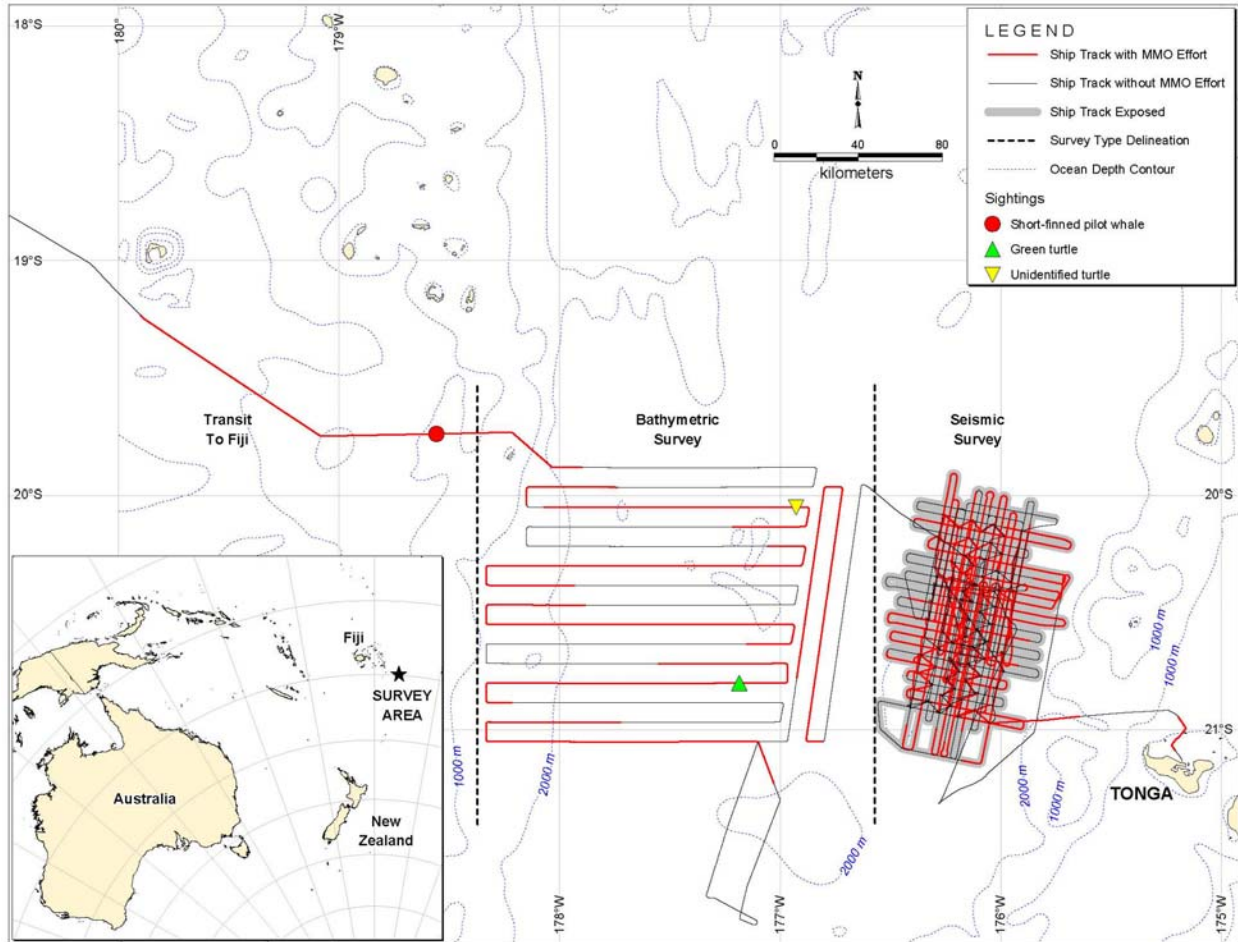 18°S
180°
179°W
LEGEND
Ship Track with MMO Effort
Ship Track without MMO Effort
Ship Track Exposed
Survey Type Delineation
Ocean Depth Contour
Sightings
Short-finned pilot whale
Green turtle
Unidentified turtle
N
0 40 80
kilometers
19°S
Transit
To Fiji
Bathymetric
Survey
Seismic
Survey
20°S
Fiji
SURVEY
AREA
Australia
New
Zealand
1000 m
2000 m
2000 m
1000 m
1000 m
2000 m
1000 m
21°S
TONGA
178°W
177°W
176°W
175°W